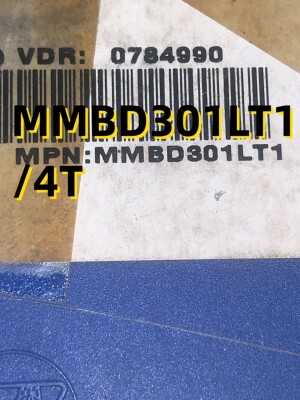 ) VDR: 0784990
MMBD301LT1
MPN:MMBD301LT1
/4T